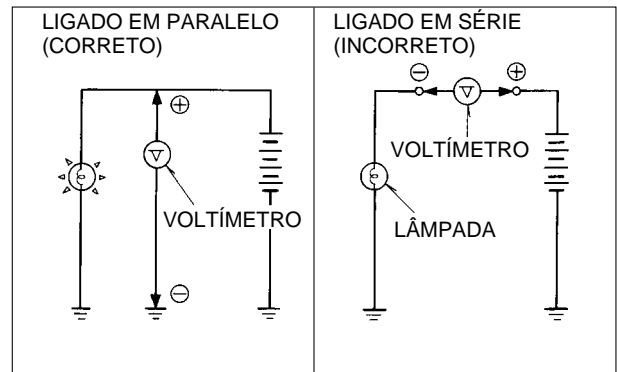 LIGADO EM PARALELO
(CORRETO)
⊕
V
VOLTÍMETRO
⊖
LIGADO EM SÉRIE
(INCORRETO)
⊖
⊕
V
VOLTÍMETRO
LÂMPADA